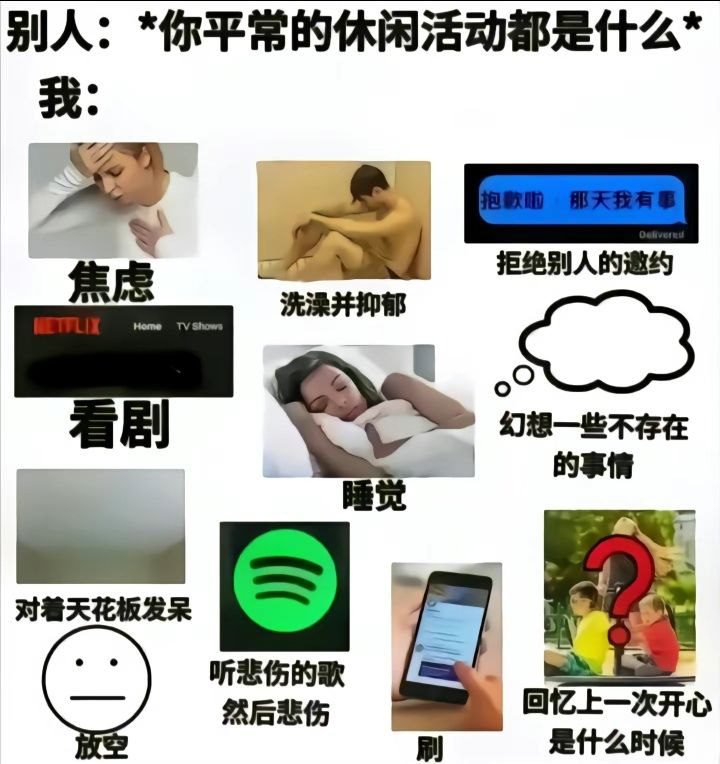 别人：*你平常的休闲活动都是什么*
我：
焦虑
洗澡并抑郁
抱歉啦 那天我有事
Delivered
拒绝别人的邀约
NETFLIX Home TV Shows
看剧
睡觉
幻想一些不存在
的事情
对着天花板发呆
放空
听悲伤的歌
然后悲伤
刷
?
回忆上一次开心
是什么时候